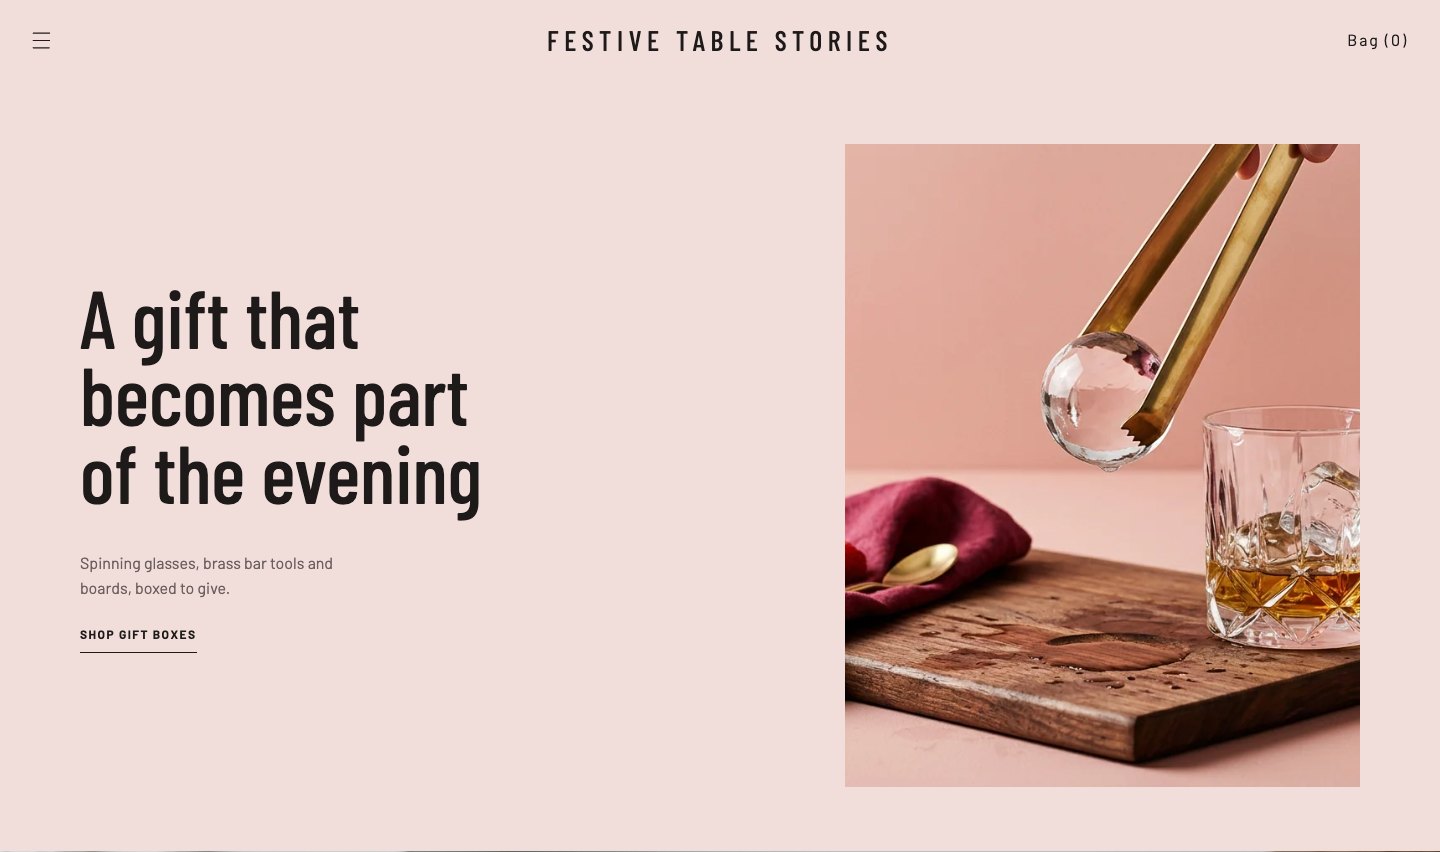 FESTIVE TABLE STORIES
Bag (0)
A gift that
becomes part
of the evening
Spinning glasses, brass bar tools and
boards, boxed to give.
SHOP GIFT BOXES